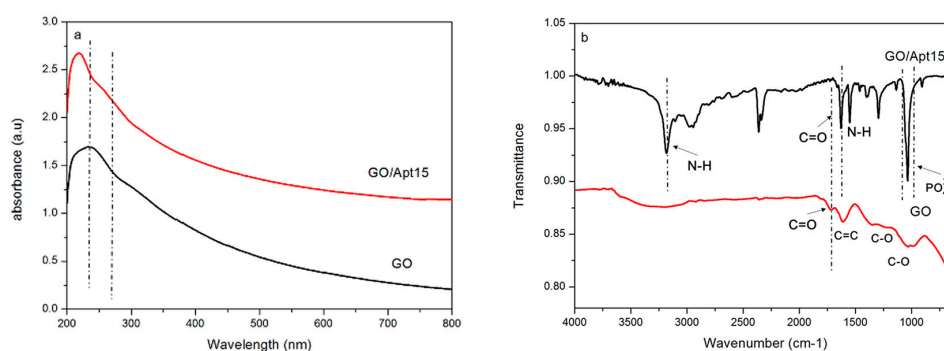 a
3.0
2.5
2.0
1.5
1.0
0.5
0.0
absorbance (a.u)
GO/Apt15
GO
200 300 400 500 600 700 800
Wavelength (nm)
b
1.05
1.00
0.95
0.90
0.85
0.80
Transmittance
GO/Apt15
C=O
N-H
N-H
GO
C=O
C=C
C-O
C-O
4000 3500 3000 2500 2000 1500 1000
Wavenumber (cm-1)